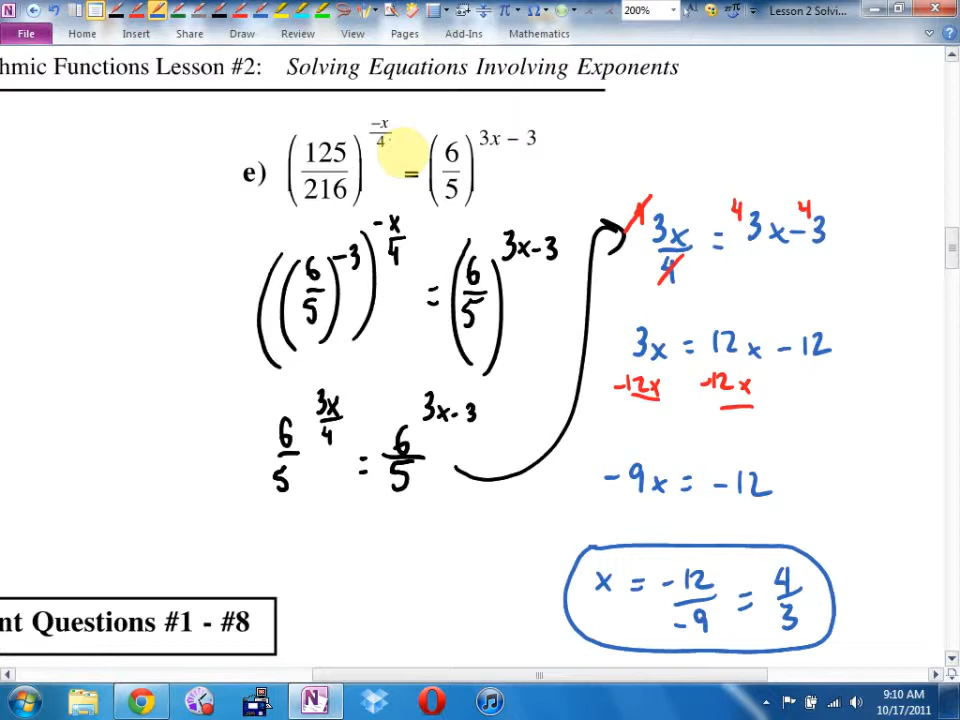 200%
Lesson 2 Solvi...
File Home Insert Share Draw Review View Pages Add-Ins Mathematics
hmic Functions Lesson #2: Solving Equations Involving Exponents
e) (125/216)^(-x/4) = (6/5)^(3x - 3)
((6/5)^-3)^(-x/4) = (6/5)^(3x-3)
6/5^(3x/4) = 6/5^(3x-3)
4 3x/4 = 4 3x - 4 3
3x = 12x - 12
-12x -12x
-9x = -12
x = -12/-9 = 4/3
nt Questions #1 - #8
9:10 AM
10/17/2011